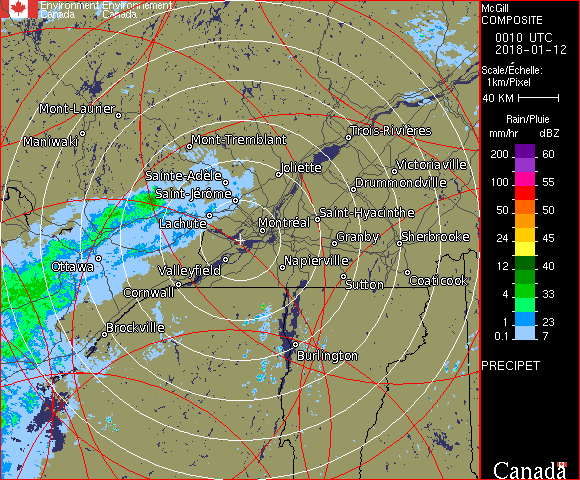 Environment Environnement
Canada Canada
McGill
COMPOSITE
0010 UTC
2018-01-12
Scale/Échelle:
1km/Pixel
40 KM
Rain/Pluie
mm/hr dBZ
200 60
100 55
50 50
24 45
12 40
4 33
1 23
0.1 7
PRECIPET
Canada
Mont-Laurier
Maniwaki
Mont-Tremblant
Trois-Rivières
Sainte-Adèle
Joliette
Victoriaville
Saint-Jérôme
Drummondville
Lachute
Montréal
Saint-Hyacinthe
Granby
Sherbrooke
Ottawa
Valleyfield
Napierville
Cornwall
Sutton
Coaticook
Brockville
Burlington